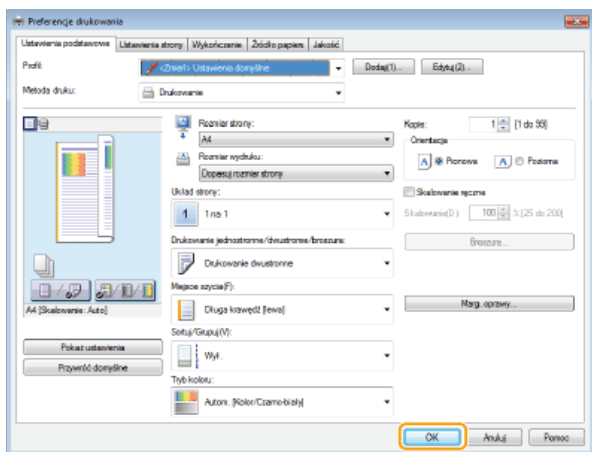 Preferencje drukowania
Ustawienia podstawowe Ustawienia strony Wykończenie Źródło papieru Jakość
Profil: <Zmień> Ustawienia domyślne Dodaj(1)... Edytuj(2)...
Metoda druku: Drukowanie
Rozmiar strony: Kopie: 1 [1 do 99]
A4 Orientacja
Rozmiar wydruku: A Pionowa A Pozioma
Dopasuj rozmiar strony
Układ strony: Skalowanie ręczne
1 1 na 1 Skalowanie(D): 100 % [25 do 200]
Drukowanie jednostronne/dwustronne/broszura: Broszura...
Drukowanie dwustronne
Miejsce szycia(F):
A4 [Skalowanie: Auto] Długa krawędź [lewa] Marg. oprawy...
Sortuj/Grupuj(V):
Pokaż ustawienia Wył.
Przywróć domyślne
Tryb koloru:
Autom. [Kolor/Czarno-biały]
OK Anuluj Pomoc